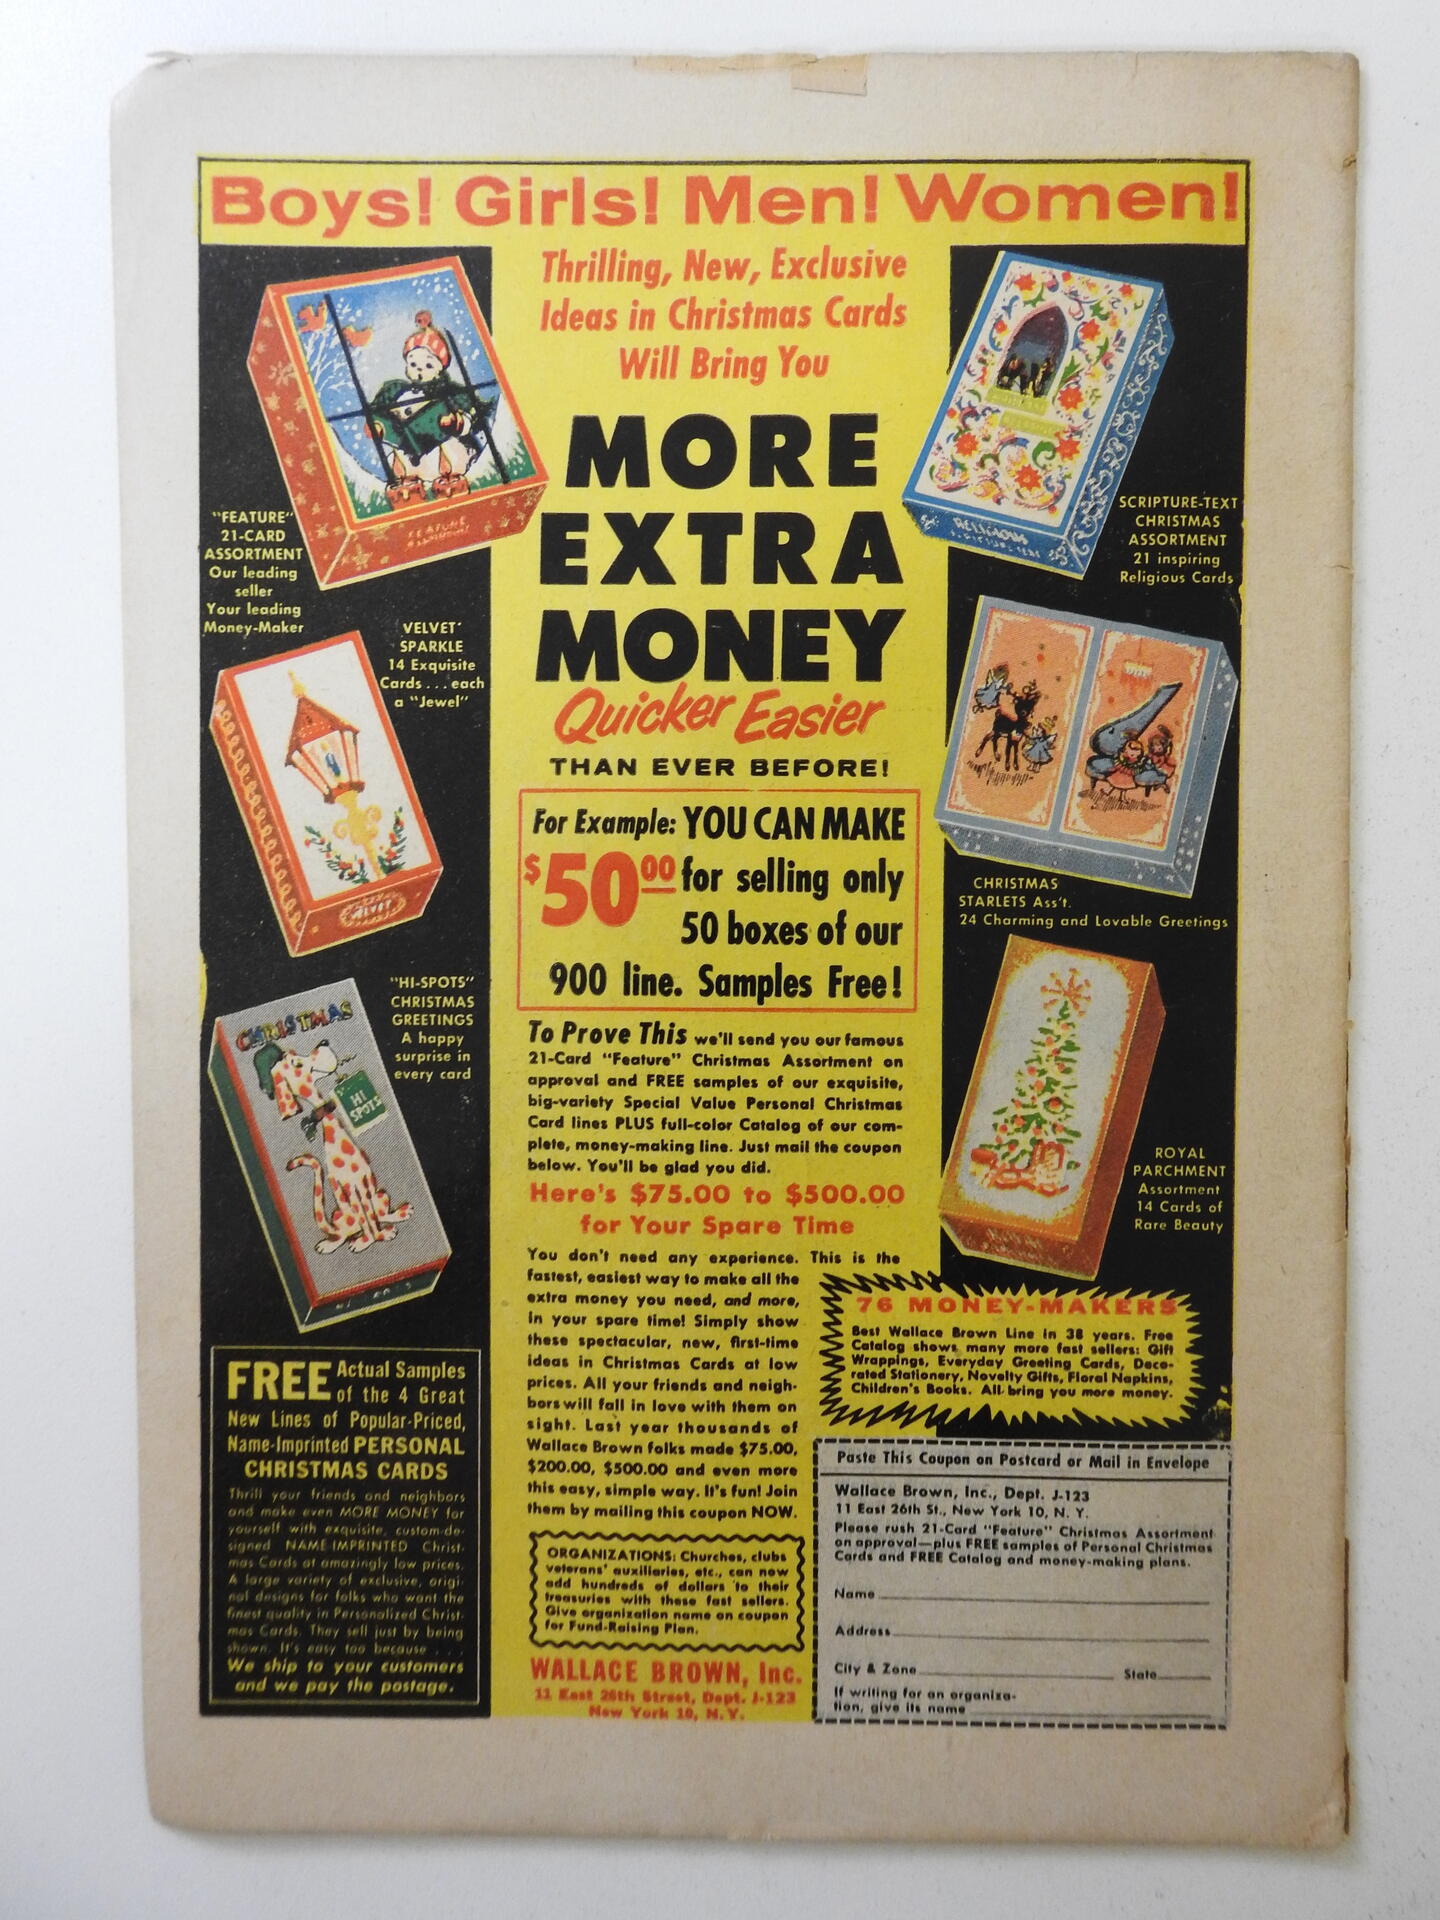 Boys! Girls! Men! Women!
Thrilling, New, Exclusive
Ideas in Christmas Cards
Will Bring You
MORE
EXTRA
MONEY
Quicker Easier
THAN EVER BEFORE!
For Example: YOU CAN MAKE
$50.00 for selling only
50 boxes of our
900 line. Samples Free!
To Prove This we'll send you our famous
21-Card "Feature" Christmas Assortment on
approval and FREE samples of our exquisite,
big-variety Special Value Personal Christmas
Card lines PLUS full-color Catalog of our com-
plete, money-making line. Just mail the coupon
below. You'll be glad you did.
Here's $75.00 to $500.00
for Your Spare Time
You don't need any experience. This is the
fastest, easiest way to make all the
extra money you need, and more,
in your spare time! Simply show
these spectacular, new, first-time
ideas in Christmas Cards at low
prices. All your friends and neigh-
bors will fall in love with them on
sight. Last year thousands of
Wallace Brown folks made $75.00,
$200.00, $500.00 and even more
this easy, simple way. It's fun! Join
them by mailing this coupon NOW.
ORGANIZATIONS: Churches, clubs
veterans' auxiliaries, etc., can now
add hundreds of dollars to their
treasuries with these fast sellers.
Give organization name on coupon
for Fund-Raising Plan.
WALLACE BROWN, Inc.
11 East 26th Street, Dept. J-123
New York 10, N.Y.
FEATURE
"FEATURE"
21-CARD
ASSORTMENT
Our leading
seller
Your leading
Money-Maker
VELVET
SPARKLE
14 Exquisite
Cards . . . each
a "Jewel"
VELVET
"HI-SPOTS"
CHRISTMAS
GREETINGS
A happy
surprise in
every card
CHRISTMAS
HI
SPOTS
FREE Actual Samples
of the 4 Great
New Lines of Popular-Priced,
Name-Imprinted PERSONAL
CHRISTMAS CARDS
Thrill your friends and neighbors
and make even MORE MONEY for
yourself with exquisite, custom-de-
signed NAME-IMPRINTED Christ-
mas Cards at amazingly low prices.
A large variety of exclusive, origi-
nal designs for folks who want the
finest quality in Personalized Christ-
mas Cards. They sell just by being
shown. It's easy too because . . .
We ship to your customers
and we pay the postage.
RELIGIOUS
SCRIPTURE-TEXT
CHRISTMAS
ASSORTMENT
21 inspiring
Religious Cards
CHRISTMAS
STARLETS Ass't.
24 Charming and Lovable Greetings
ROYAL
PARCHMENT
Assortment
14 Cards of
Rare Beauty
76 MONEY-MAKERS
Best Wallace Brown Line in 38 years. Free
Catalog shows many more fast sellers: Gift
Wrappings, Everyday Greeting Cards, Deco-
rated Stationery, Novelty Gifts, Floral Napkins,
Children's Books. All bring you more money.
Paste This Coupon on Postcard or Mail in Envelope
Wallace Brown, Inc., Dept. J-123
11 East 26th St., New York 10, N. Y.
Please rush 21-Card "Feature" Christmas Assortment
on approval—plus FREE samples of Personal Christmas
Cards and FREE Catalog and money-making plans.
Name
Address
City & Zone State
If writing for an organiza-
tion, give its name